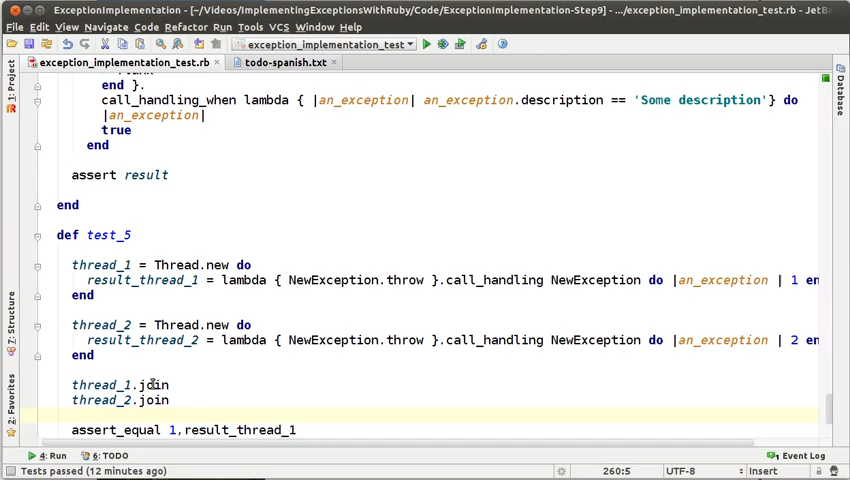 ExceptionImplementation - [~/Videos/ImplementingExceptionsWithRuby/Code/ExceptionImplementation-Step9] - .../exception_implementation_test.rb - JetBr
File Edit View Navigate Code Refactor Run Tools VCS Window Help
exception_implementation_test
exception_implementation_test.rb
todo-spanish.txt
1: Project
Database
end }.
call_handling_when lambda { |an_exception| an_exception.description == 'Some description'} do
|an_exception|
true
end
assert result
end
def test_5
thread_1 = Thread.new do
result_thread_1 = lambda { NewException.throw }.call_handling NewException do |an_exception | 1 en
end
thread_2 = Thread.new do
result_thread_2 = lambda { NewException.throw }.call_handling NewException do |an_exception | 2 en
end
thread_1.join
thread_2.join
assert_equal 1,result_thread_1
7: Structure
2: Favorites
4: Run 6: TODO 1 Event Log
Tests passed (12 minutes ago) 260:5 UTF-8 Insert